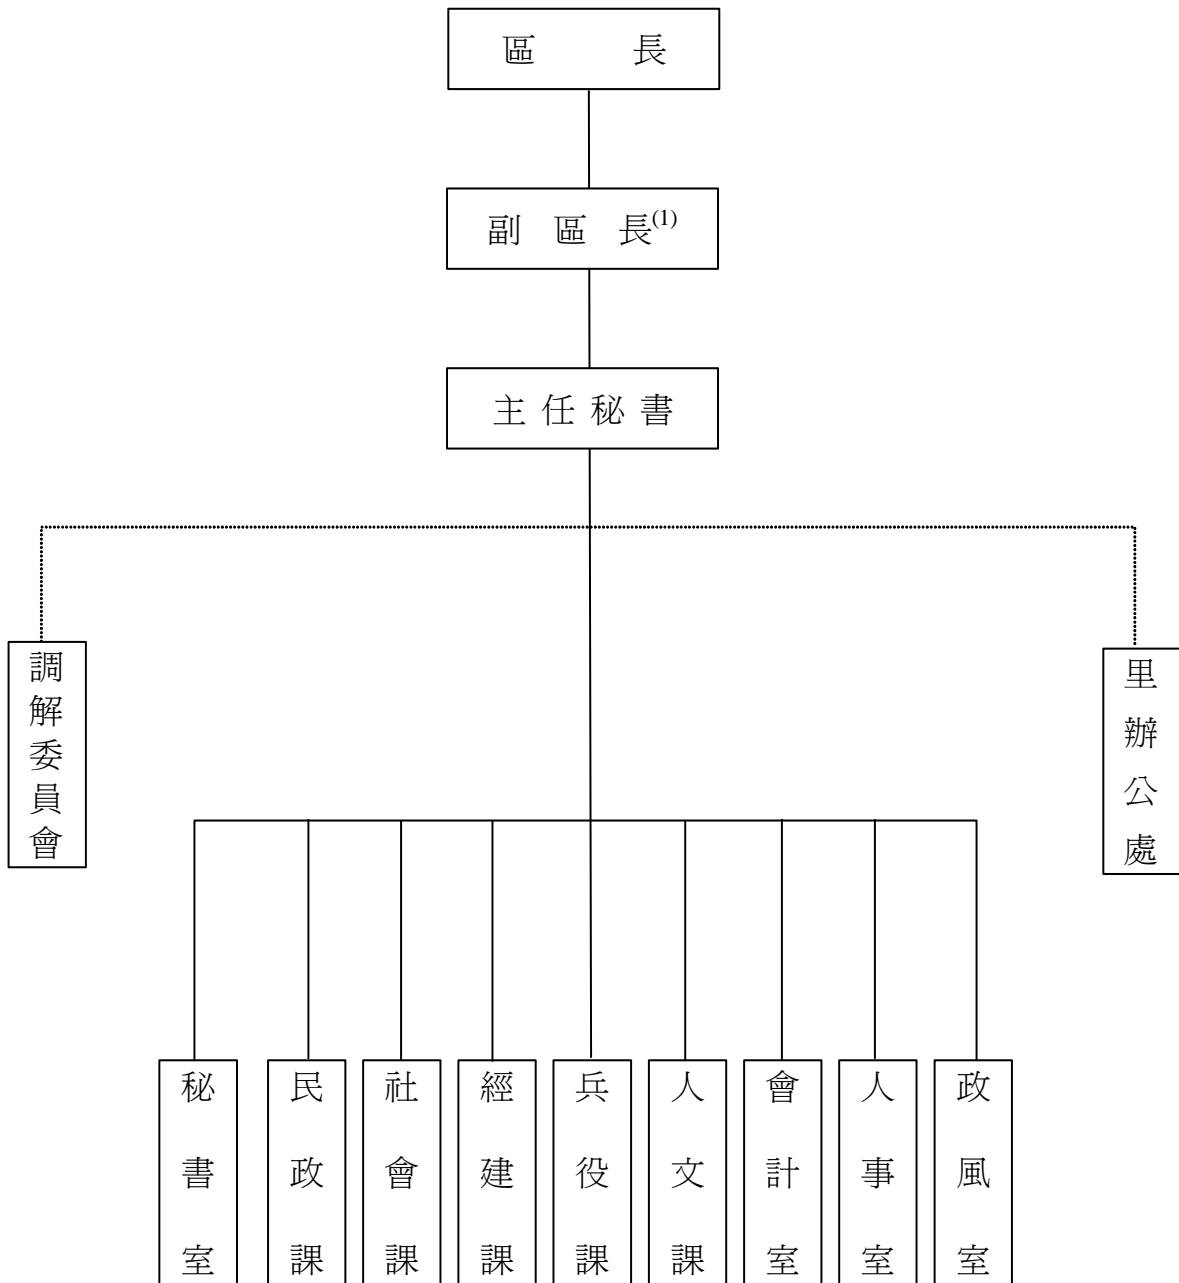 區長
副區長(1)
主任秘書
調解委員會
里辦公處
秘書室
民政課
社會課
經建課
兵役課
人文課
會計室
人事室
政風室